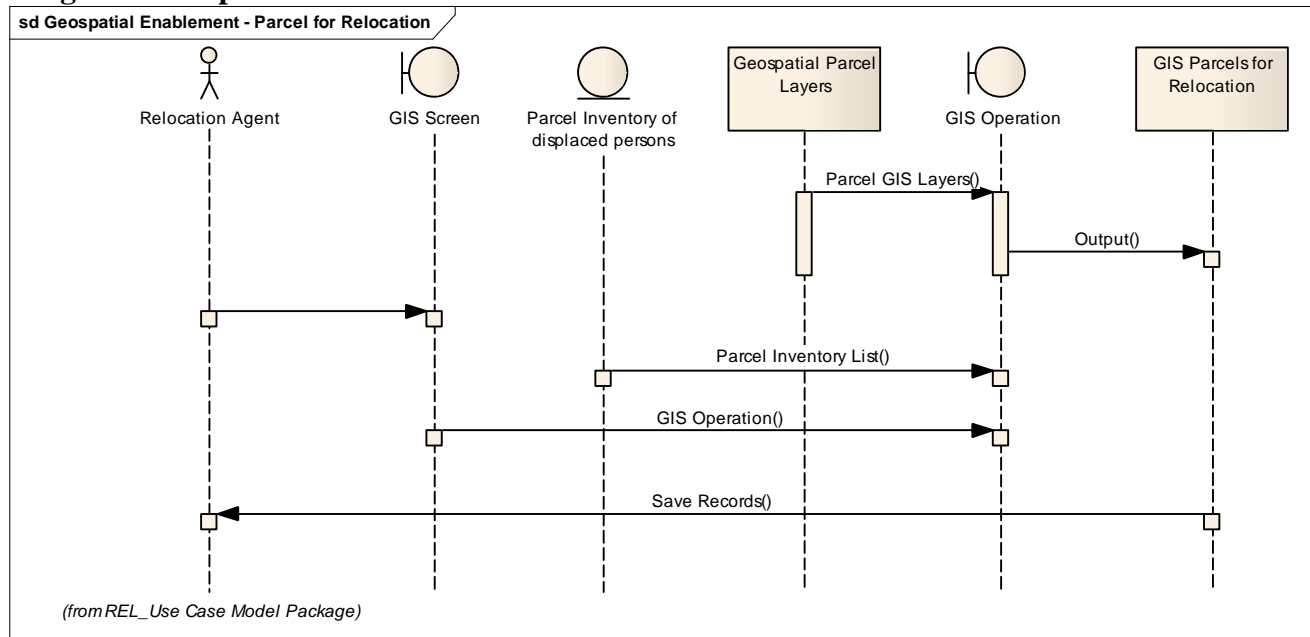 sd Geospatial Enablement - Parcel for Relocation
Relocation Agent
GIS Screen
Parcel Inventory of
displaced persons
Geospatial Parcel
Layers
GIS Operation
GIS Parcels for
Relocation
Parcel GIS Layers()
Output()
Parcel Inventory List()
GIS Operation()
Save Records()
(from REL_Use Case Model Package)